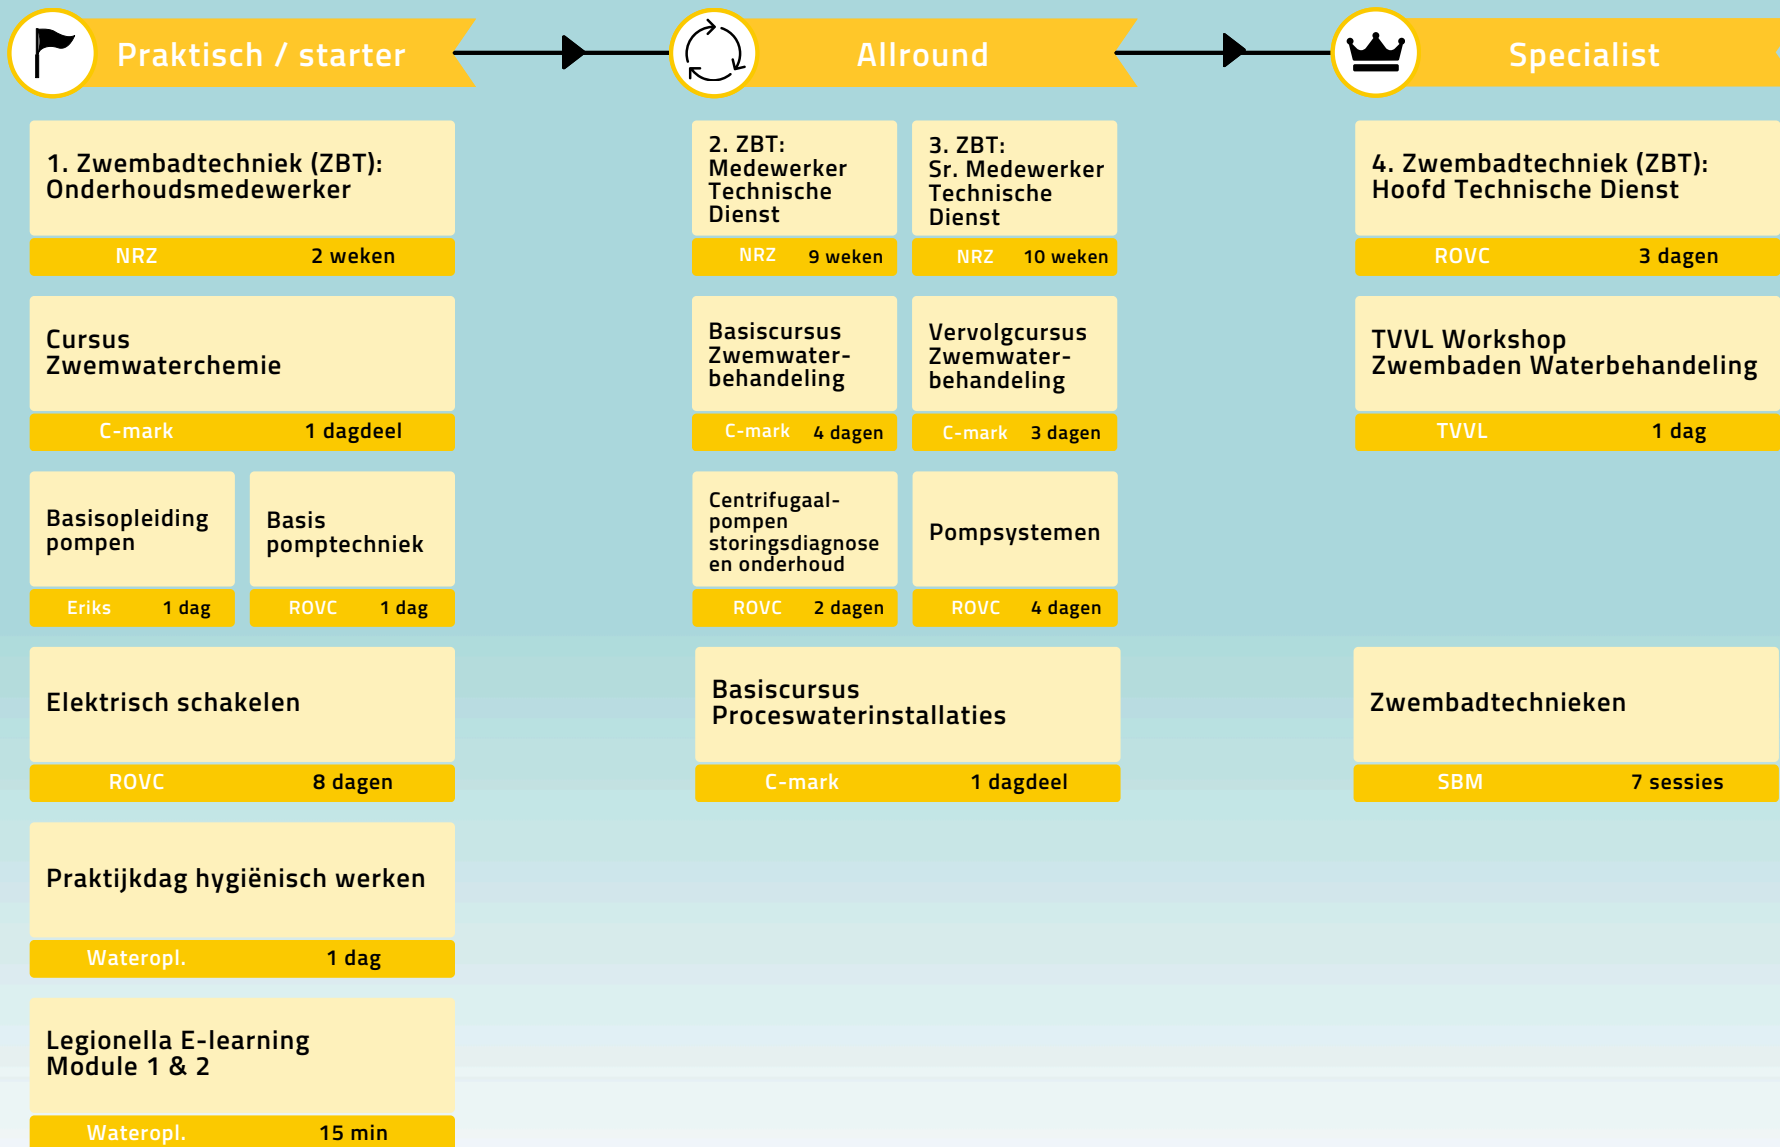 Praktisch / starter
Allround
Specialist
1. Zwembadtechniek (ZBT):
Onderhoudsmedewerker
NRZ 2 weken
2. ZBT:
Medewerker
Technische
Dienst
NRZ 9 weken
3. ZBT:
Sr. Medewerker
Technische
Dienst
NRZ 10 weken
4. Zwembadtechniek (ZBT):
Hoofd Technische Dienst
ROVC 3 dagen
Cursus
Zwemwaterchemie
C-mark 1 dagdeel
Basiscursus
Zwemwater-
behandeling
C-mark 4 dagen
Vervolgcursus
Zwemwater-
behandeling
C-mark 3 dagen
TVVL Workshop
Zwembaden Waterbehandeling
TVVL 1 dag
Basisopleiding
pompen
Eriks 1 dag
Basis
pomptechniek
ROVC 1 dag
Centrifugaal-
pompen
storingsdiagnose
en onderhoud
ROVC 2 dagen
Pompsystemen
ROVC 4 dagen
Elektrisch schakelen
ROVC 8 dagen
Basiscursus
Proceswaterinstallaties
C-mark 1 dagdeel
Zwembadtechnieken
SBM 7 sessies
Praktijkdag hygiënisch werken
Wateropl. 1 dag
Legionella E-learning
Module 1 & 2
Wateropl. 15 min